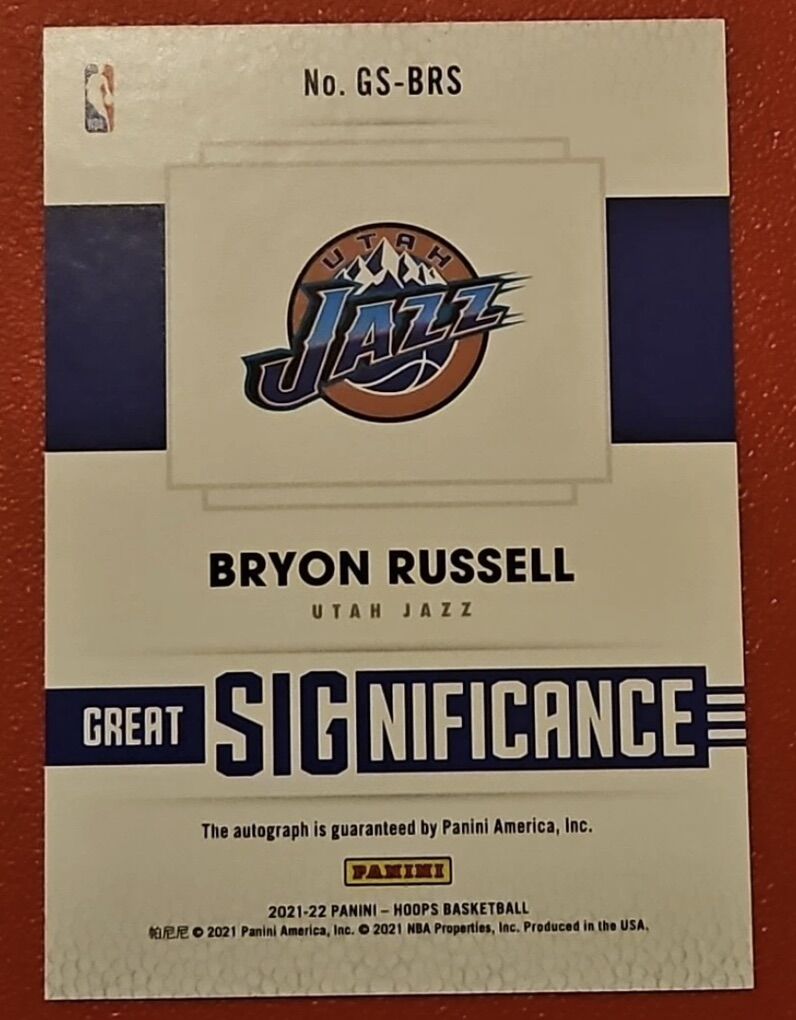 No. GS-BRS
NBA
UTAH
JAZZ
BRYON RUSSELL
UTAH JAZZ
GREAT SIGNIFICANCE
The autograph is guaranteed by Panini America, Inc.
PANINI
2021-22 PANINI – HOOPS BASKETBALL
帕尼尼 © 2021 Panini America, Inc. © 2021 NBA Properties, Inc. Produced in the USA.